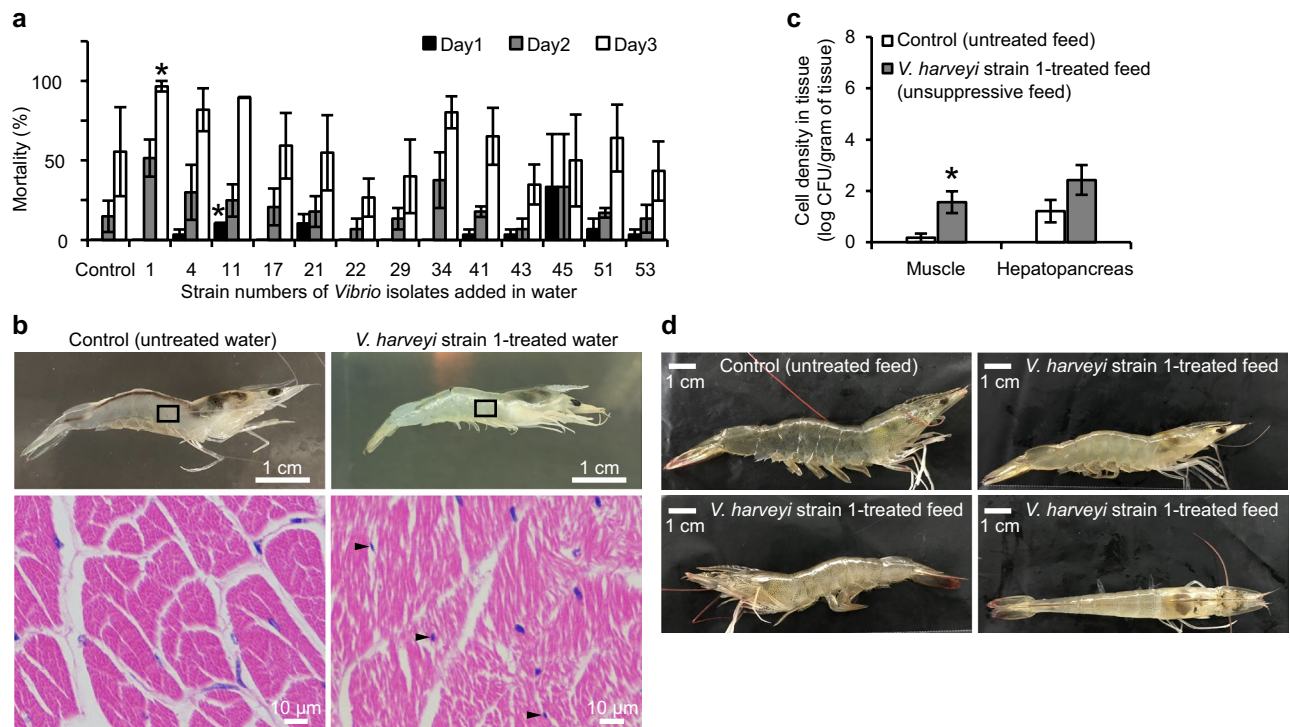 a
Mortality (%)
100
50
0
Day1 Day2 Day3
* *
Control 1 4 11 17 21 22 29 34 41 43 45 51 53
Strain numbers of Vibrio isolates added in water
b
Control (untreated water)
V. harveyi strain 1-treated water
1 cm
1 cm
10 μm
10 μm
c
Cell density in tissue
(log CFU/gram of tissue)
8
6
4
2
0
Control (untreated feed)
V. harveyi strain 1-treated feed
(unsuppressive feed)
*
Muscle Hepatopancreas
d
Control (untreated feed)
1 cm
V. harveyi strain 1-treated feed
1 cm
V. harveyi strain 1-treated feed
1 cm
V. harveyi strain 1-treated feed
1 cm